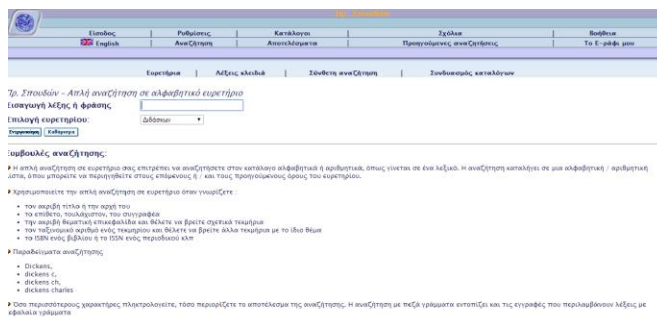 Πρ. Σπουδών
Είσοδος | Ρυθμίσεις | Κατάλογοι | Σχόλια | Βοήθεια
English | Αναζήτηση | Αποτελέσματα | Προηγούμενες αναζητήσεις | Το Ε-ράφι μου
Ευρετήρια | Λέξεις κλειδιά | Σύνθετη αναζήτηση | Συνδυασμός καταλόγων
Πρ. Σπουδών - Απλή αναζήτηση σε αλφαβητικό ευρετήριο
Εισαγωγή λέξης ή φράσης
Επιλογή ευρετηρίου: Διδάσκων
Καθάρισμα
Συμβουλές αναζήτησης:
Η απλή αναζήτηση σε ευρετήριο σας επιτρέπει να αναζητήσετε στον κατάλογο αλφαβητικά ή αριθμητικά, όπως γίνεται σε ένα λεξικό. Η αναζήτηση καταλήγει σε μια αλφαβητική / αριθμητική
λίστα, όπου μπορείτε να περιηγηθείτε στους επόμενους ή / και τους προηγούμενους όρους του ευρετηρίου.
Χρησιμοποιείτε την απλή αναζήτηση σε ευρετήριο όταν γνωρίζετε :
• τον ακριβή τίτλο ή την αρχή του
• το επίθετο, τουλάχιστον, του συγγραφέα
• την ακριβή θεματική επικεφαλίδα και θέλετε να βρείτε σχετικά τεκμήρια
• τον ταξινομικό αριθμό ενός τεκμηρίου και θέλετε να βρείτε άλλα τεκμήρια με το ίδιο θέμα
• το ISBN ενός βιβλίου ή το ISSN ενός περιοδικού κλπ
Παραδείγματα αναζήτησης
• Dickens,
• dickens c,
• dickens ch,
• dickens charles
Όσο περισσότερους χαρακτήρες πληκτρολογείτε, τόσο περιορίζετε το αποτέλεσμα της αναζήτησης. Η αναζήτηση με πεζά γράμματα εντοπίζει και τις εγγραφές που περιλαμβάνουν λέξεις με
κεφαλαία γράμματα